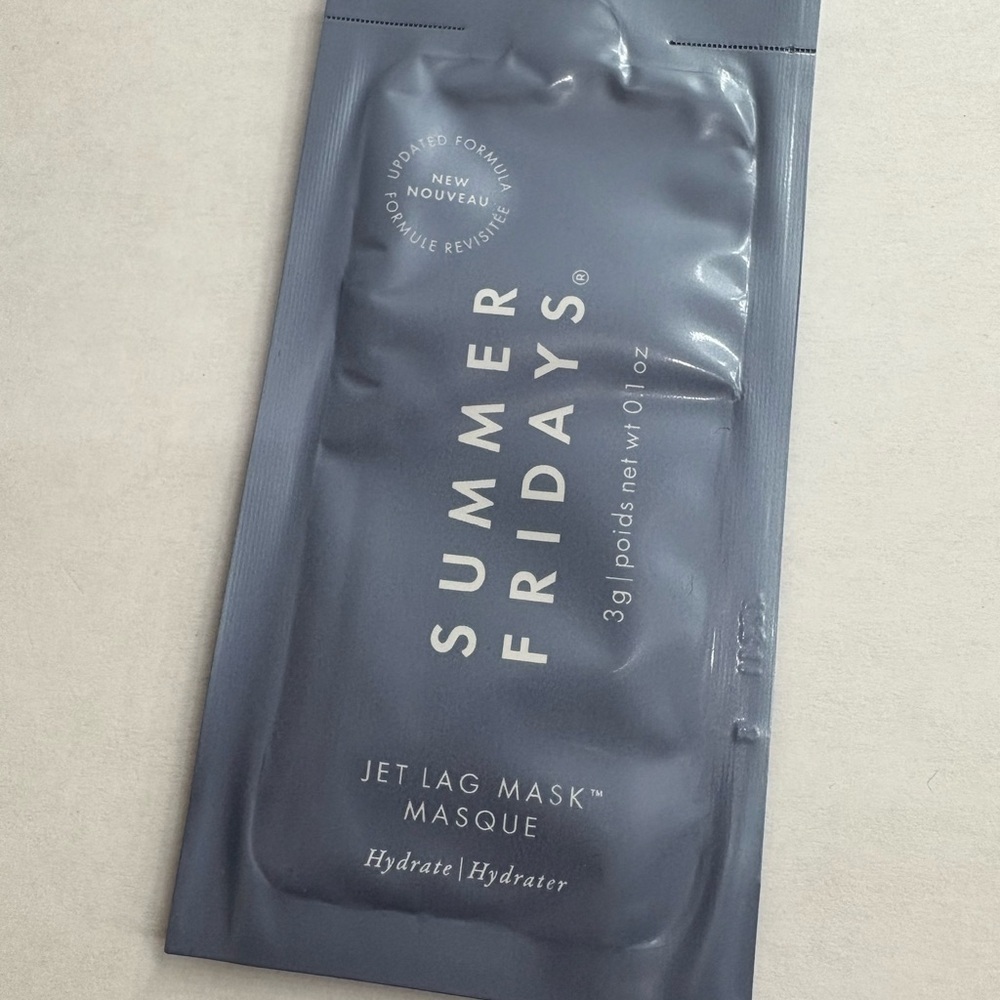 UPDATED FORMULA
NEW
NOUVEAU
FORMULE REVISITÉE
SUMMER
FRIDAYS®
3g | poids net wt 0.1 oz
JET LAG MASK™
MASQUE
Hydrate | Hydrater